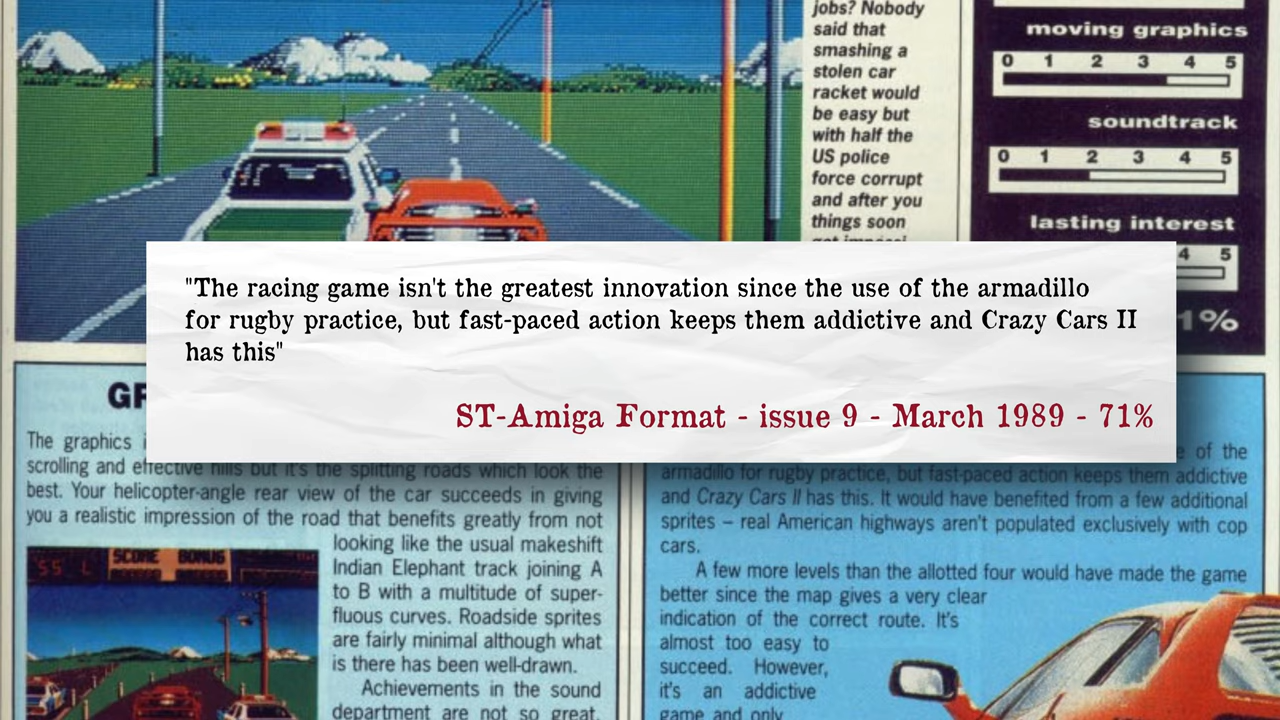 jobs? Nobody
said that
smashing a
stolen car
racket would
be easy but
with half the
US police
force corrupt
and after you
things soon
moving graphics
0 1 2 3 4 5
soundtrack
0 1 2 3 4 5
lasting interest
4 5
1%
"The racing game isn't the greatest innovation since the use of the armadillo
for rugby practice, but fast-paced action keeps them addictive and Crazy Cars II
has this"
ST-Amiga Format - issue 9 - March 1989 - 71%
The graphics
scrolling and effective hills but it's the splitting roads which look the
best. Your helicopter-angle rear view of the car succeeds in giving
you a realistic impression of the road that benefits greatly from not
looking like the usual makeshift
Indian Elephant track joining A
to B with a multitude of super-
fluous curves. Roadside sprites
are fairly minimal although what
is there has been well-drawn.
Achievements in the sound
department are not so great.
SCORE BONUS
55 L
of the
armadillo for rugby practice, but fast-paced action keeps them addictive
and Crazy Cars II has this. It would have benefited from a few additional
sprites – real American highways aren't populated exclusively with cop
cars.
A few more levels than the allotted four would have made the game
better since the map gives a very clear
indication of the correct route. It's
almost too easy to
succeed. However,
it's an addictive
game and only